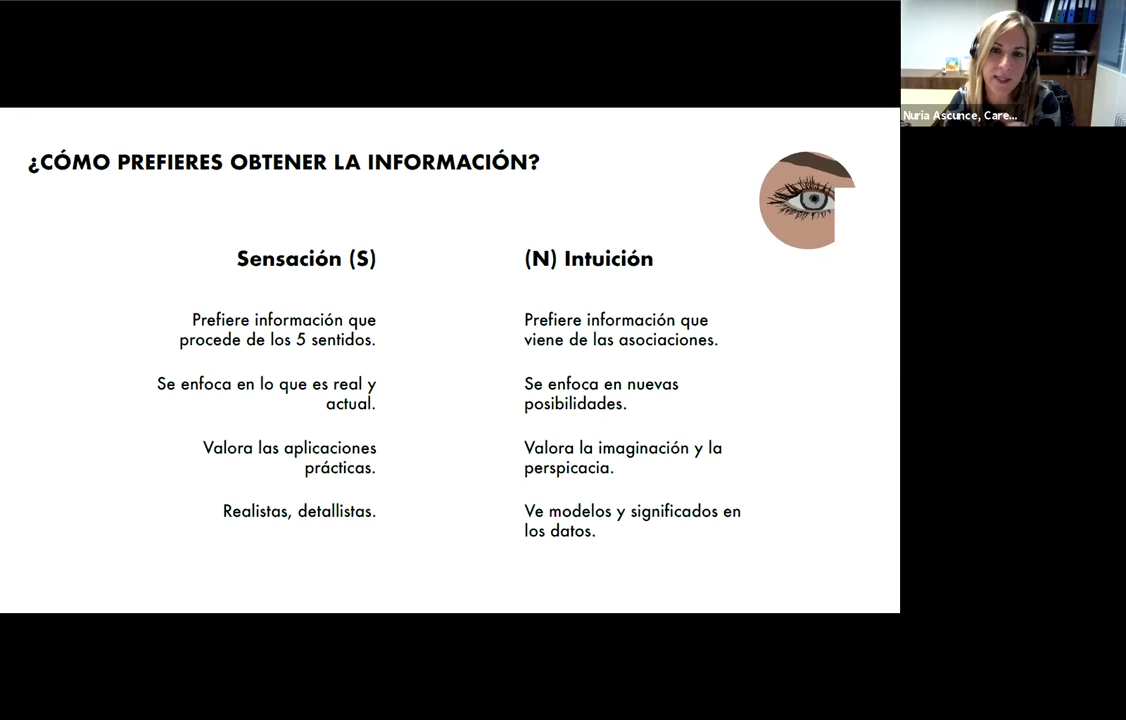 Nuria Ascunce, Care...
¿CÓMO PREFIERES OBTENER LA INFORMACIÓN?
Sensación (S)
Prefiere información que
procede de los 5 sentidos.
Se enfoca en lo que es real y
actual.
Valora las aplicaciones
prácticas.
Realistas, detallistas.
(N) Intuición
Prefiere información que
viene de las asociaciones.
Se enfoca en nuevas
posibilidades.
Valora la imaginación y la
perspicacia.
Ve modelos y significados en
los datos.